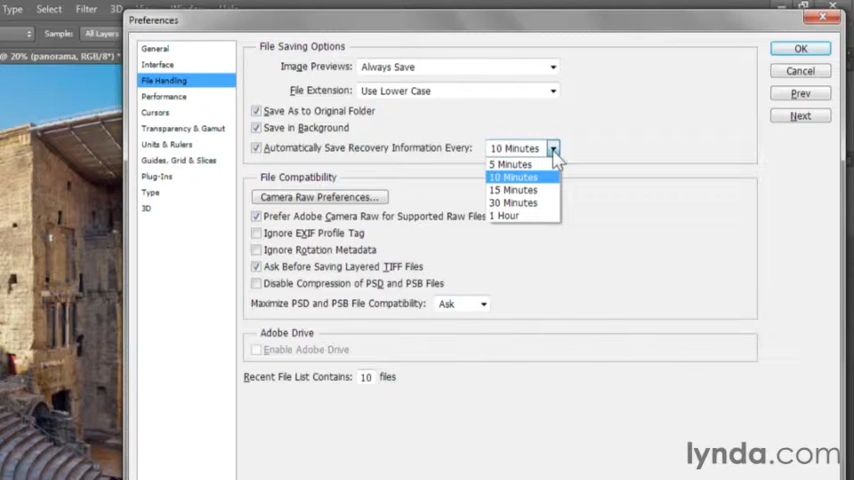 Type Select Filter 3D
Preferences
Sample: All Layers
@ 20% (panorama, RGB/8*) *
General
Interface
File Handling
Performance
Cursors
Transparency & Gamut
Units & Rulers
Guides, Grid & Slices
Plug-Ins
Type
3D
File Saving Options
Image Previews: Always Save
File Extension: Use Lower Case
Save As to Original Folder
Save in Background
Automatically Save Recovery Information Every: 10 Minutes
5 Minutes
10 Minutes
15 Minutes
30 Minutes
1 Hour
File Compatibility
Camera Raw Preferences...
Prefer Adobe Camera Raw for Supported Raw Files
Ignore EXIF Profile Tag
Ignore Rotation Metadata
Ask Before Saving Layered TIFF Files
Disable Compression of PSD and PSB Files
Maximize PSD and PSB File Compatibility: Ask
Adobe Drive
Enable Adobe Drive
Recent File List Contains: 10 files
OK
Cancel
Prev
Next
lynda.com